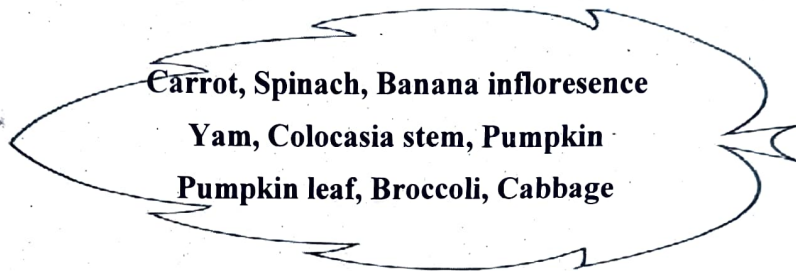 Carrot, Spinach, Banana infloresence
Yam, Colocasia stem, Pumpkin
Pumpkin leaf, Broccoli, Cabbage